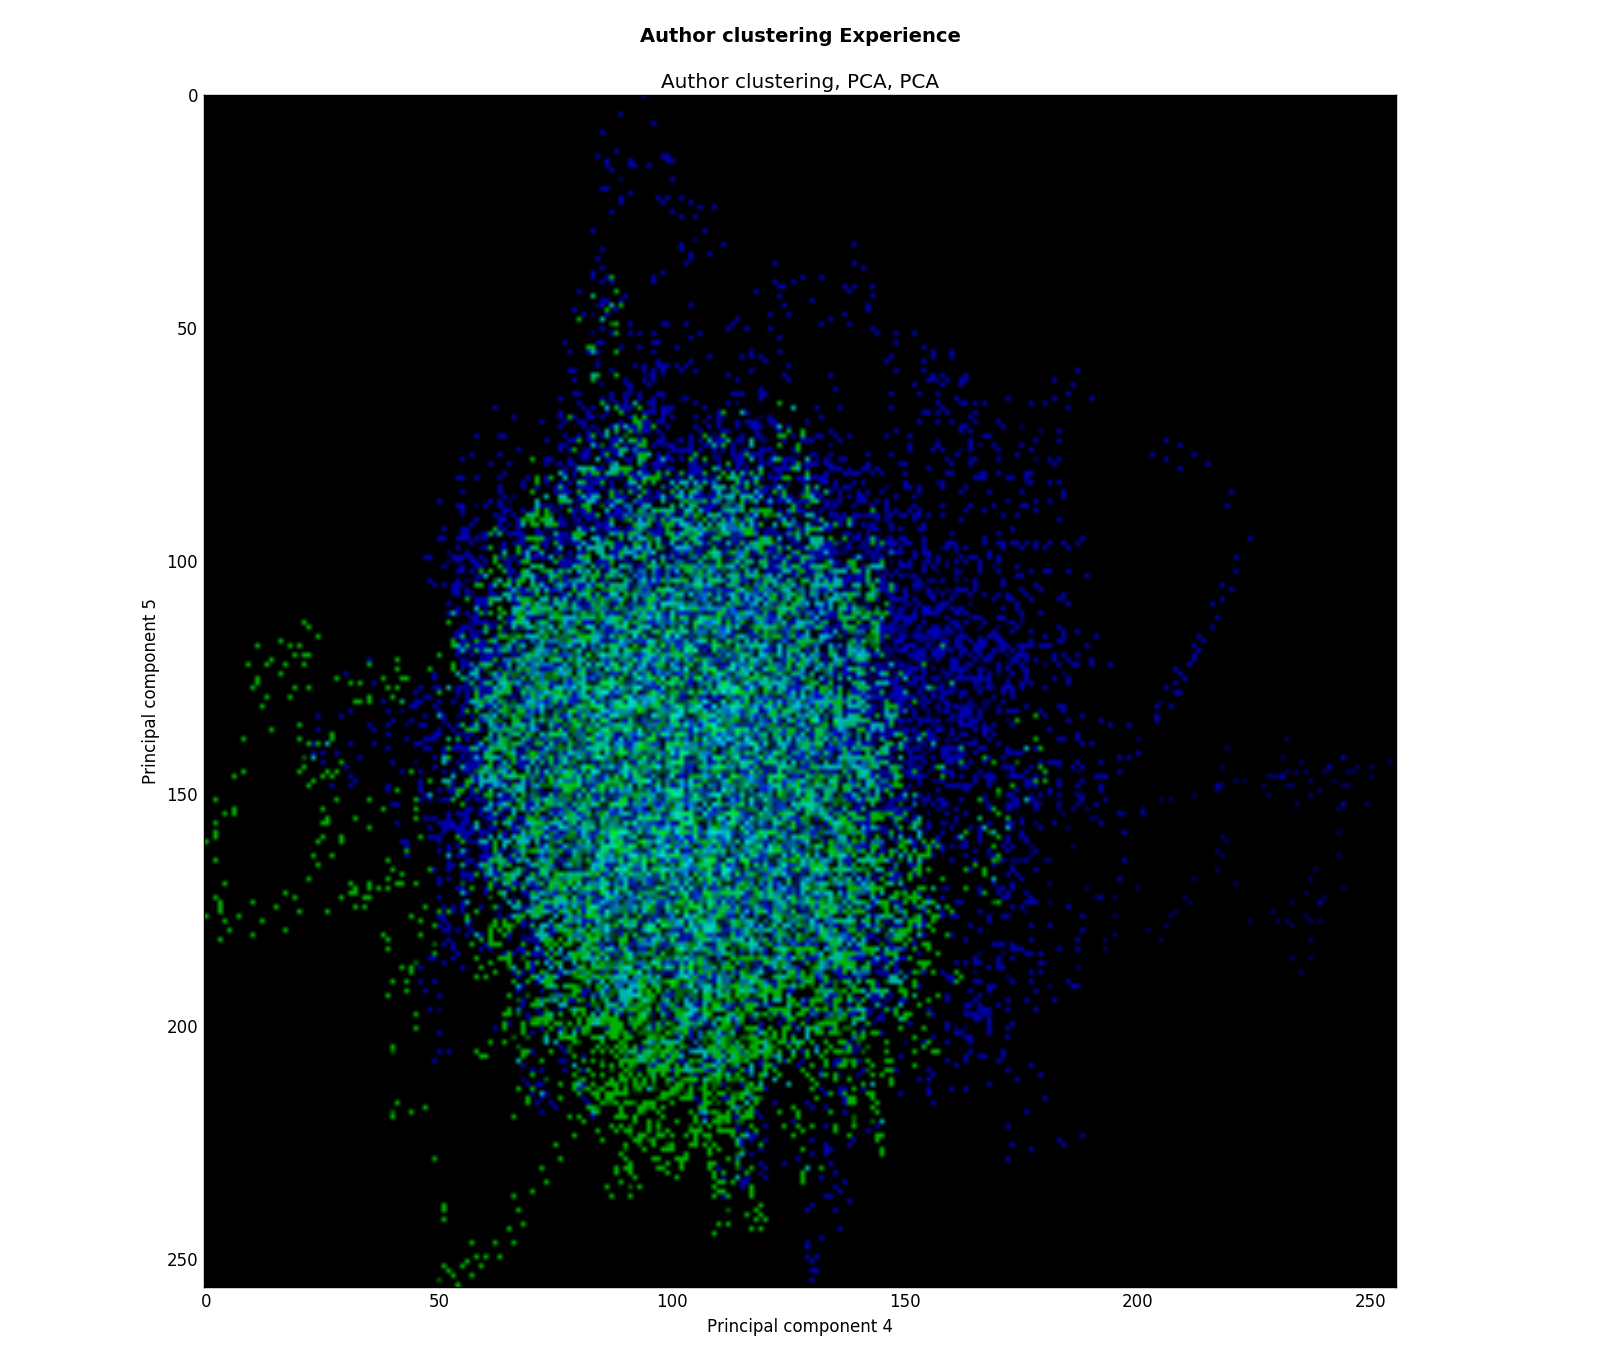 Author clustering Experience
Author clustering, PCA, PCA
0
50
100
150
200
250
Principal component 5
0 50 100 150 200 250
Principal component 4